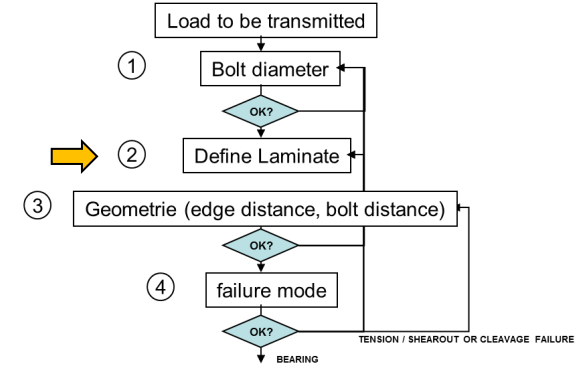 Load to be transmitted
1
Bolt diameter
OK?
2
Define Laminate
3
Geometrie (edge distance, bolt distance)
OK?
4
failure mode
OK?
TENSION / SHEAROUT OR CLEAVAGE FAILURE
BEARING